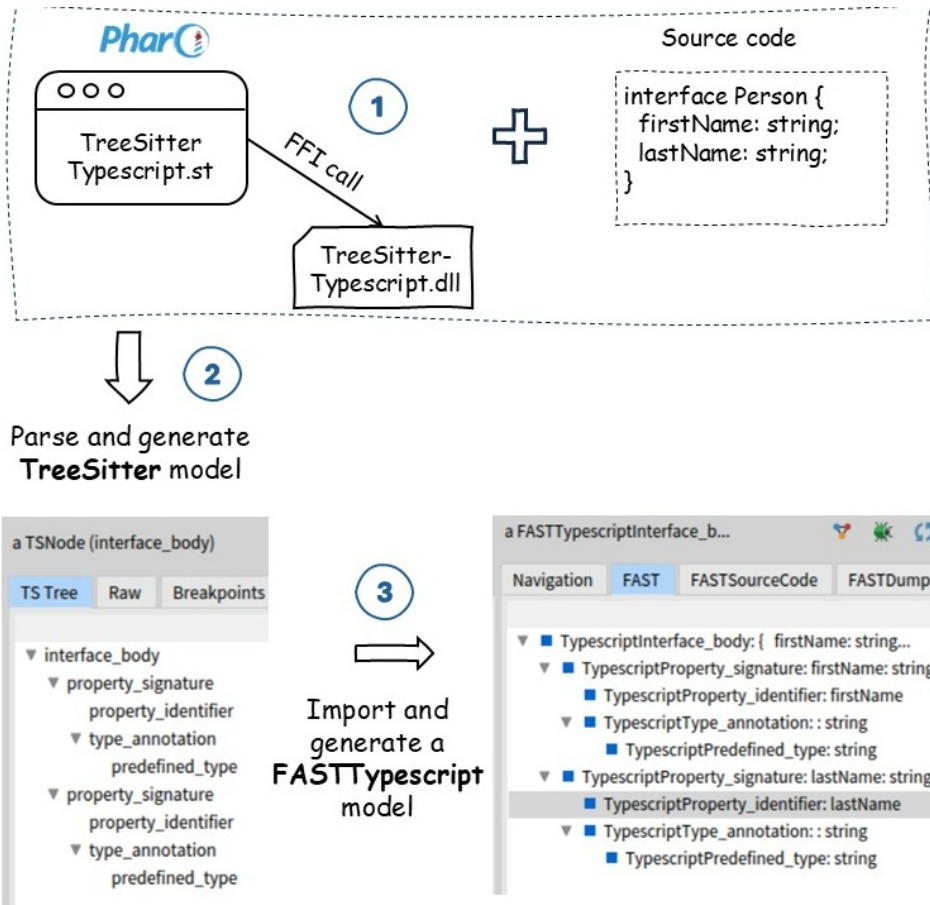 Pharo
Source code
TreeSitter
Typescript.st
1
FFI call
interface Person {
firstName: string;
lastName: string;
}
TreeSitter-
Typescript.dll
2
Parse and generate
TreeSitter model
a TSNode (interface_body)
TS Tree Raw Breakpoints
interface_body
property_signature
property_identifier
type_annotation
predefined_type
property_signature
property_identifier
type_annotation
predefined_type
3
Import and
generate a
FASTTypescript
model
a FASTTypescriptInterface_b...
Navigation FAST FASTSourceCode FASTDump
TypescriptInterface_body: { firstName: string...
TypescriptProperty_signature: firstName: string
TypescriptProperty_identifier: firstName
TypescriptType_annotation: : string
TypescriptPredefined_type: string
TypescriptProperty_signature: lastName: string
TypescriptProperty_identifier: lastName
TypescriptType_annotation: : string
TypescriptPredefined_type: string